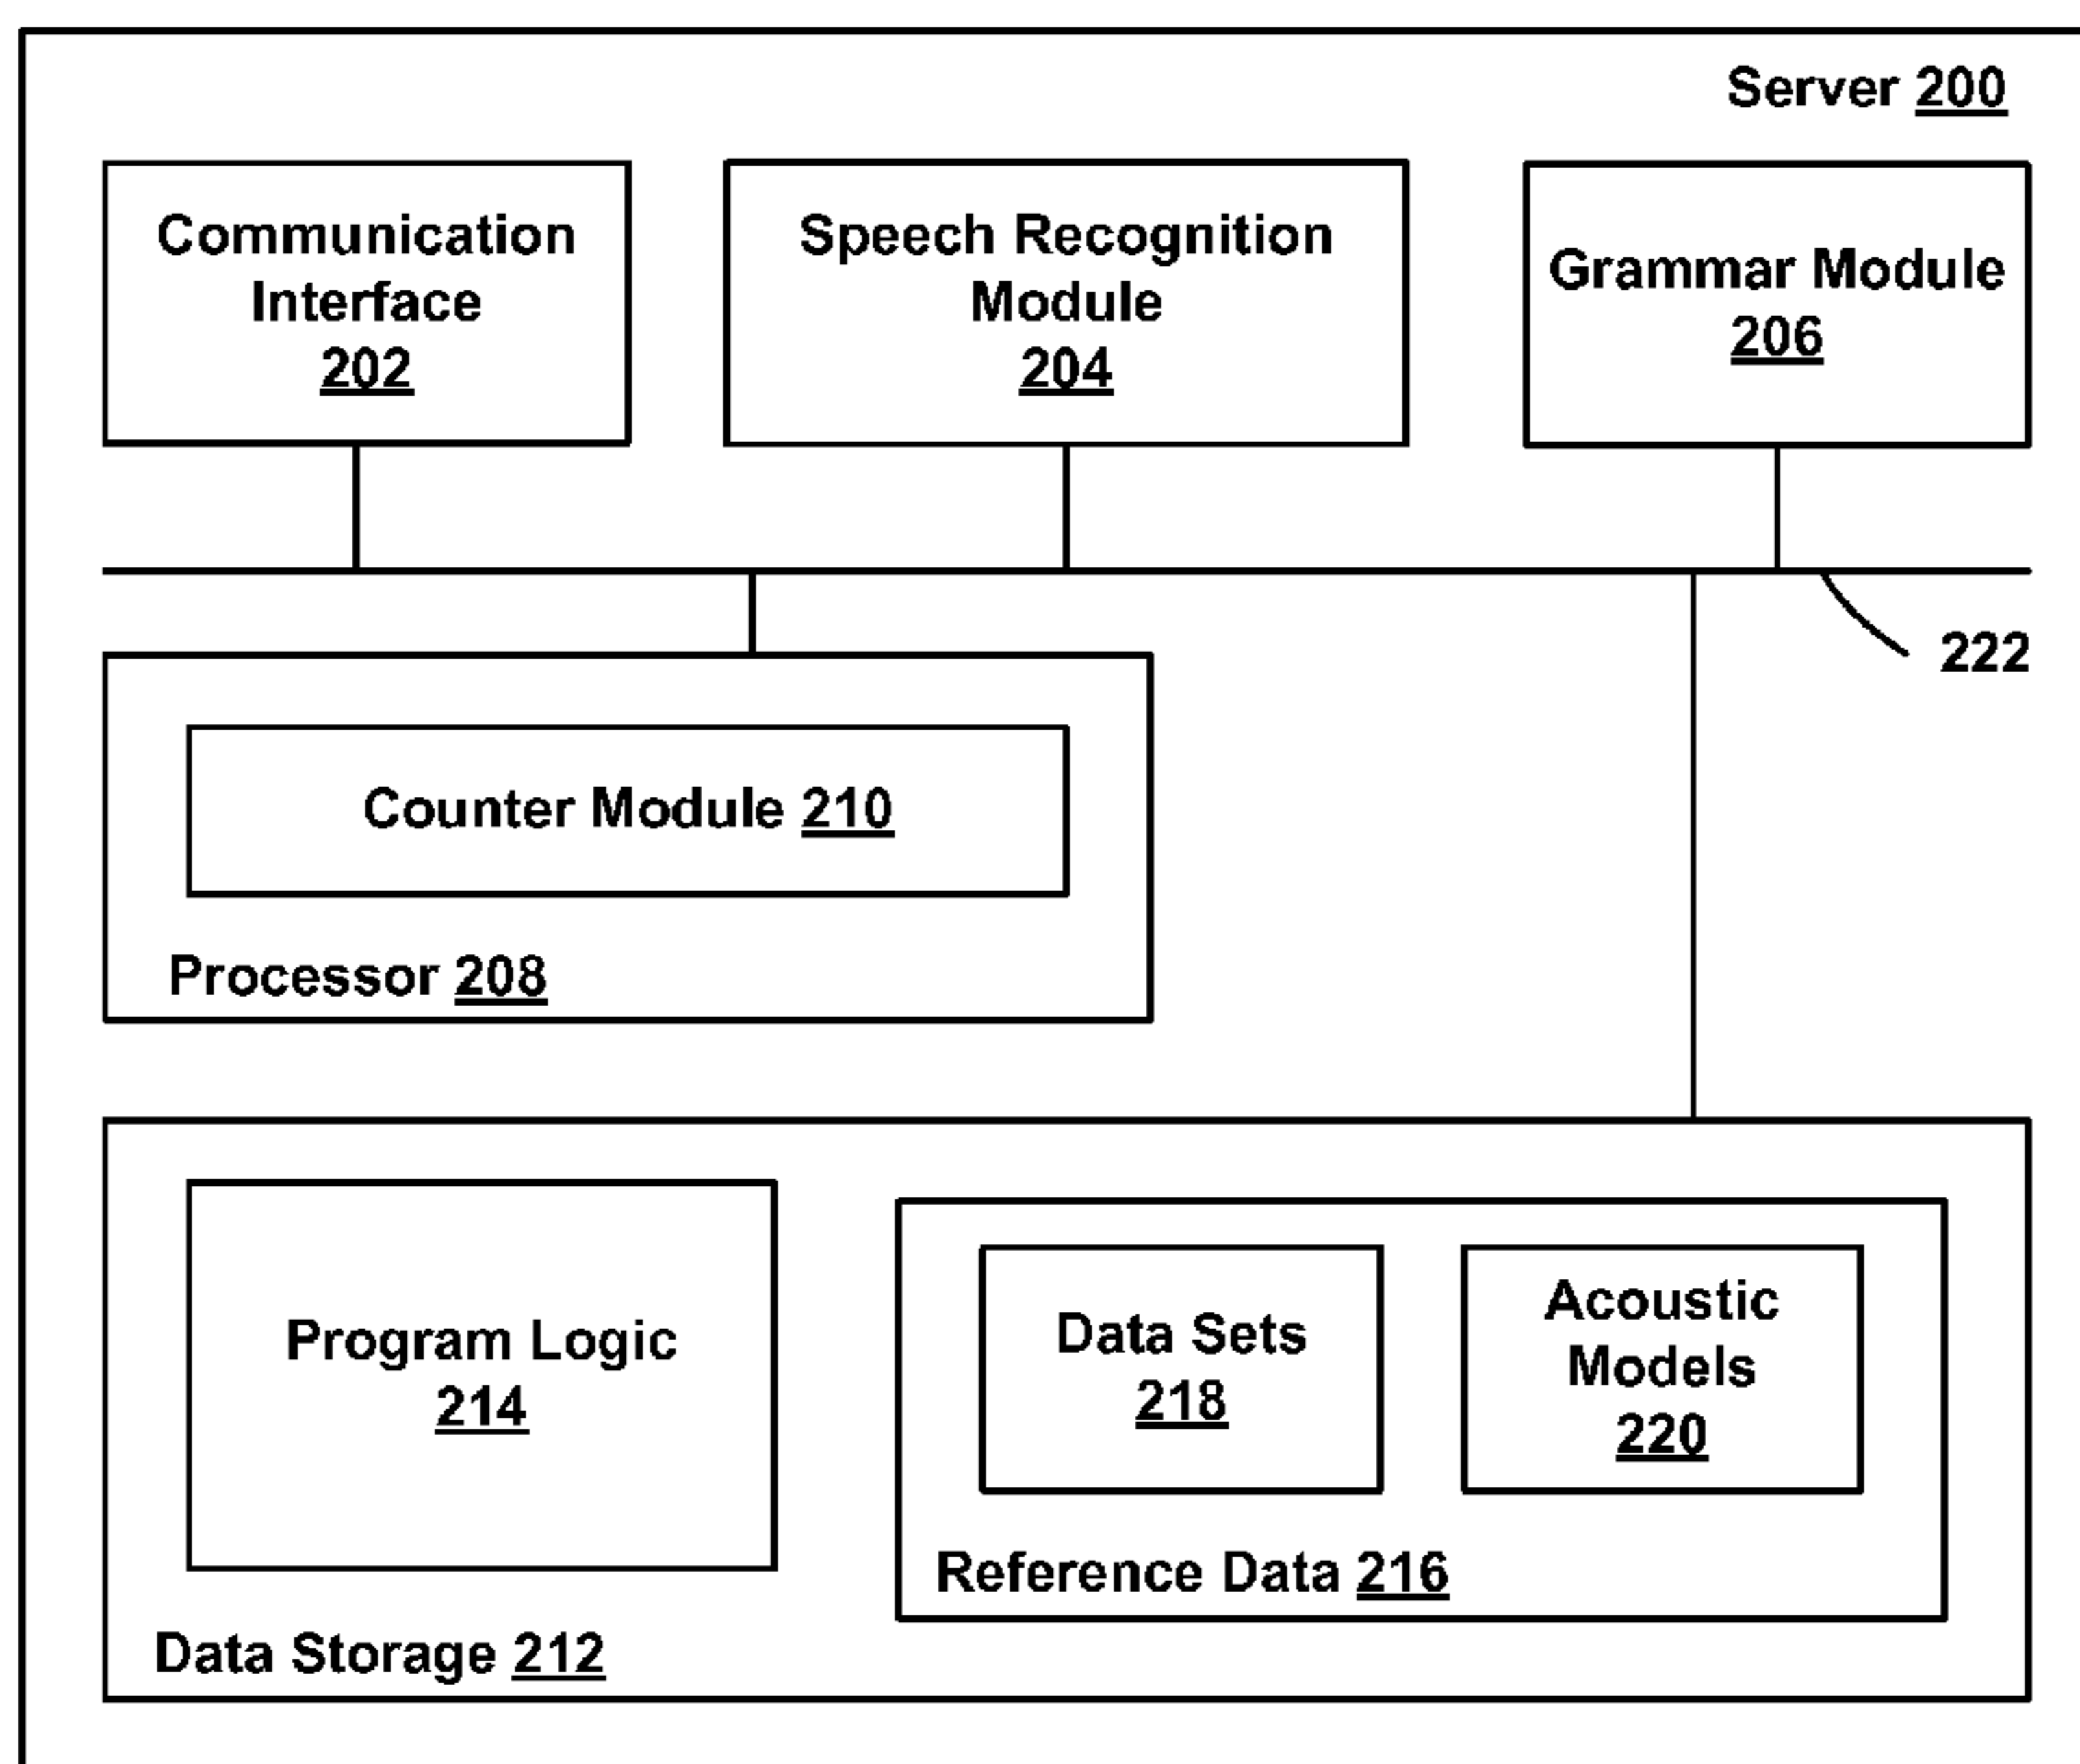 Server 200
Communication
Interface
202
Speech Recognition
Module
204
Grammar Module
206
222
Counter Module 210
Processor 208
Program Logic
214
Data Sets
218
Acoustic
Models
220
Reference Data 216
Data Storage 212